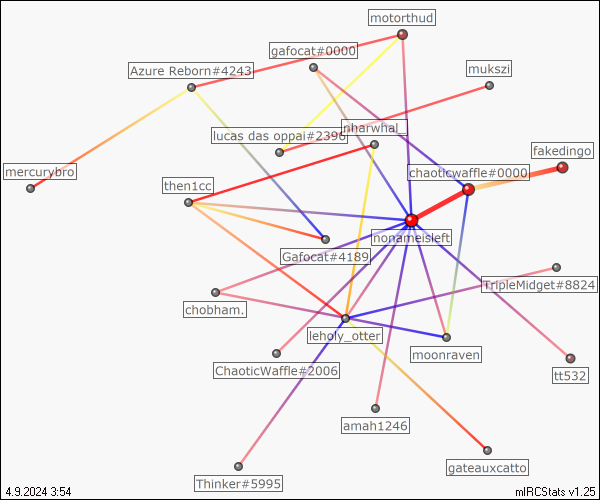 motorthud
gafocat#0000
Azure Reborn#4243
mukszi
nharwhal_
lucas das oppai#2396
fakedingo
mercurybro
chaoticwaffle#0000
then1cc
nonameisleft
Gafocat#4189
TripleMidget#8824
chobham.
leholy_otter
moonraven
ChaoticWaffle#2006
tt532
amah1246
gateauxcatto
Thinker#5995
4.9.2024 3:54
mIRCStats v1.25